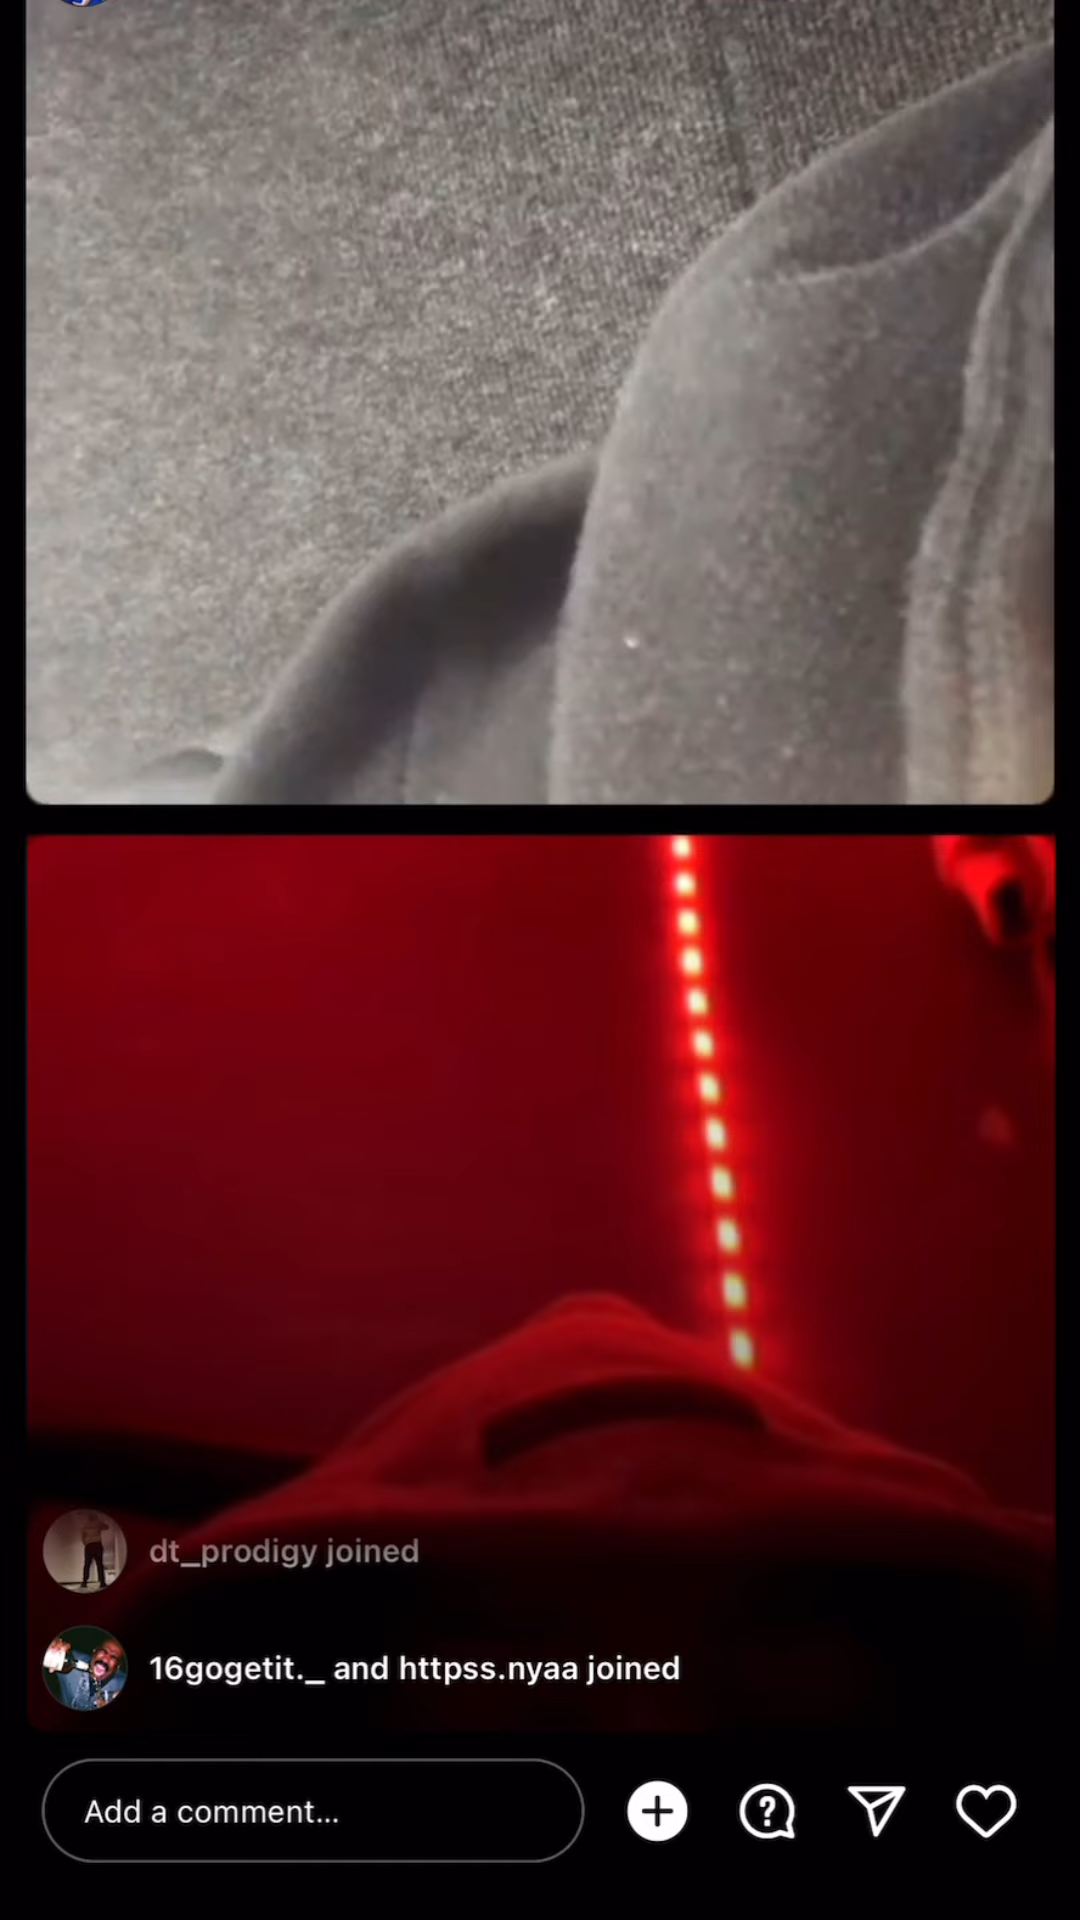 dt_prodigy joined
16gogetit._ and httpss.nyaa joined
Add a comment...